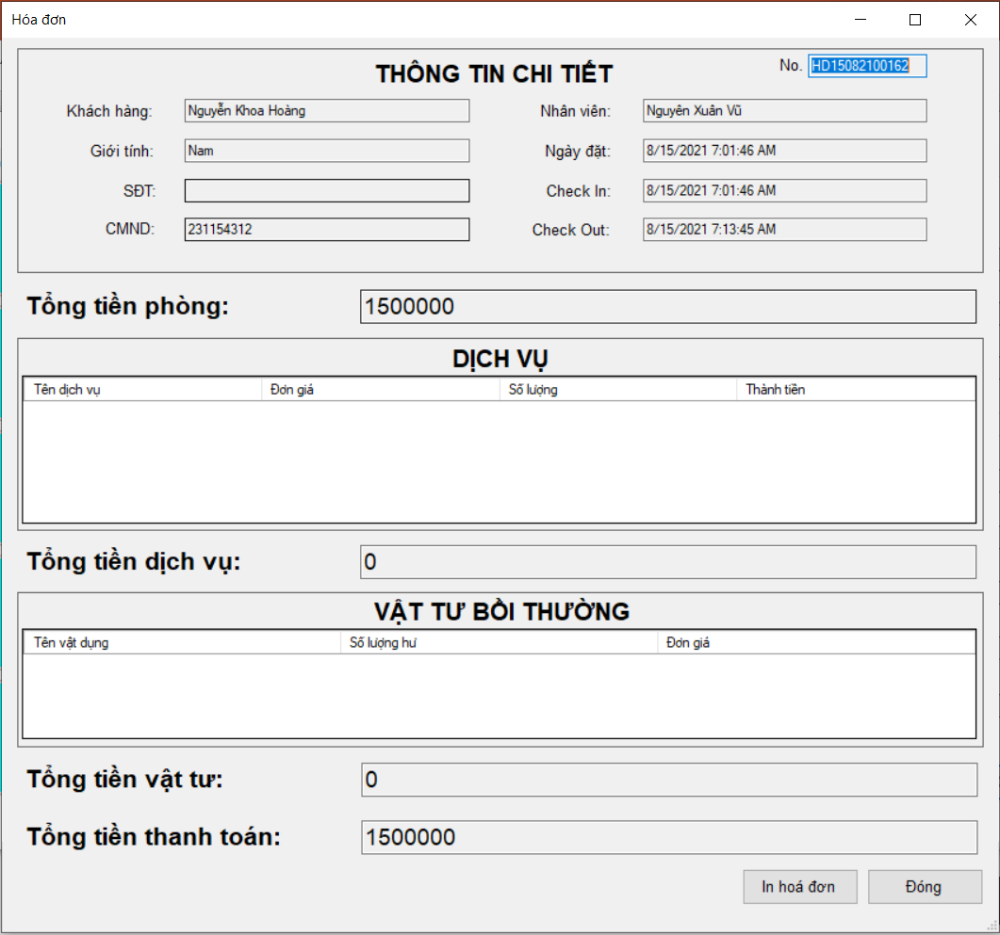 Hóa đơn
THÔNG TIN CHI TIẾT
No. HD15082100162
Khách hàng: Nguyễn Khoa Hoàng
Nhân viên: Nguyên Xuân Vũ
Giới tính: Nam
Ngày đặt: 8/15/2021 7:01:46 AM
SĐT:
Check In: 8/15/2021 7:01:46 AM
CMND: 231154312
Check Out: 8/15/2021 7:13:45 AM
Tổng tiền phòng: 1500000
DỊCH VỤ
Tên dịch vụ Đơn giá Số lượng Thành tiền
Tổng tiền dịch vụ: 0
VẬT TƯ BỒI THƯỜNG
Tên vật dụng Số lượng hư Đơn giá
Tổng tiền vật tư: 0
Tổng tiền thanh toán: 1500000
In hoá đơn Đóng